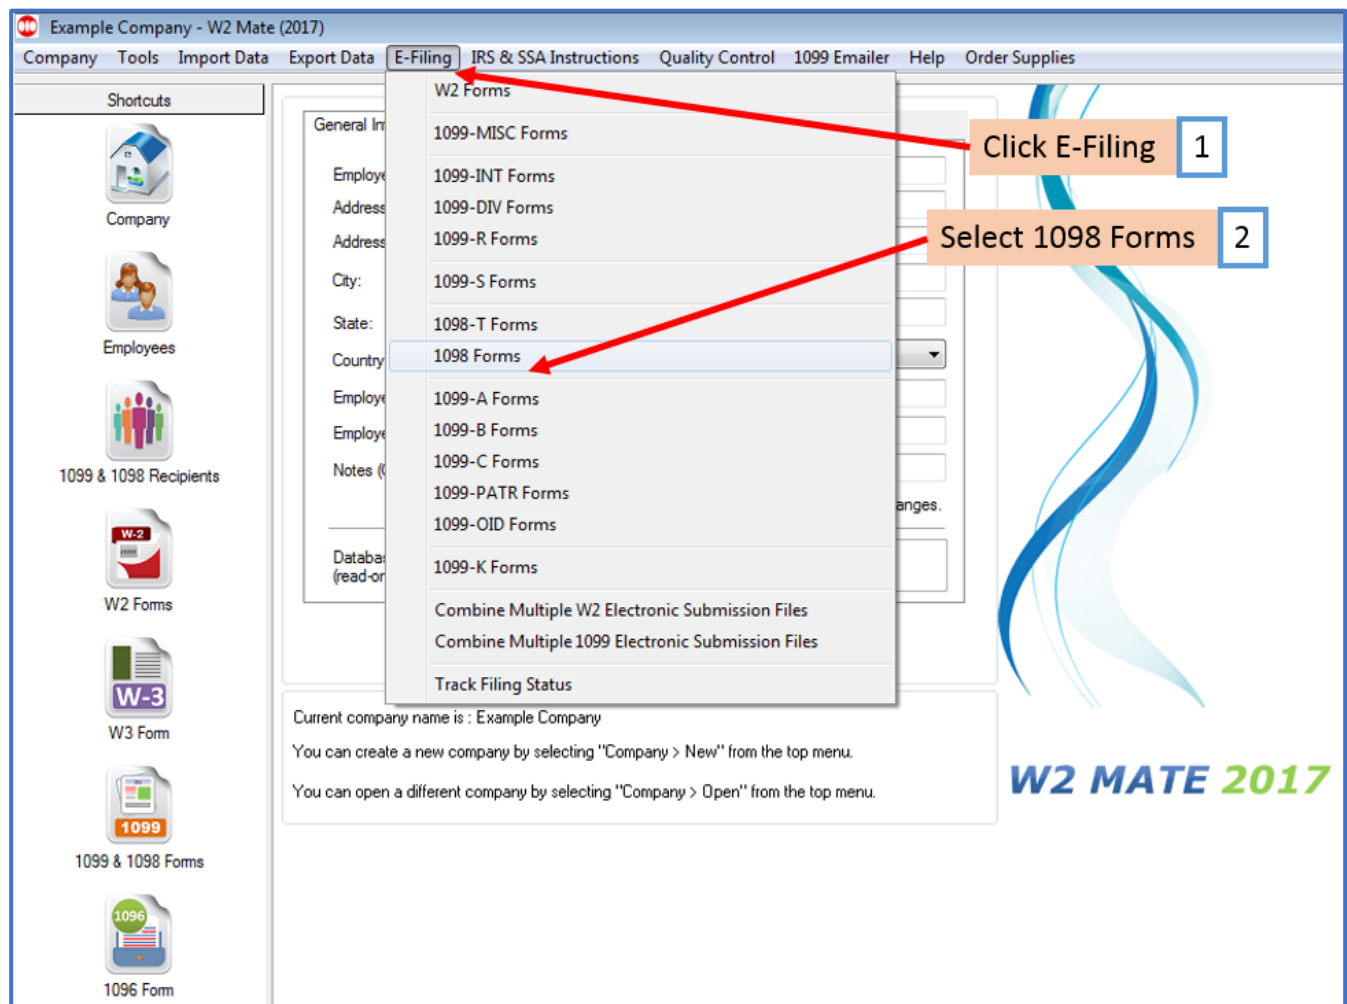 Example Company - W2 Mate (2017)
Company Tools Import Data Export Data E-Filing IRS & SSA Instructions Quality Control 1099 Emailer Help Order Supplies
Shortcuts
Company
Employees
1099 & 1098 Recipients
W-2
W2 Forms
W-3
W3 Form
1099
1099 & 1098 Forms
1096
1096 Form
General In
Employe
Address
Address
City:
State:
Country
Employe
Employe
Notes (
anges.
Databa
(read-or
W2 Forms
1099-MISC Forms
1099-INT Forms
1099-DIV Forms
1099-R Forms
1099-S Forms
1098-T Forms
1098 Forms
1099-A Forms
1099-B Forms
1099-C Forms
1099-PATR Forms
1099-OID Forms
1099-K Forms
Combine Multiple W2 Electronic Submission Files
Combine Multiple 1099 Electronic Submission Files
Track Filing Status
Click E-Filing 1
Select 1098 Forms 2
Current company name is : Example Company
You can create a new company by selecting "Company > New" from the top menu.
You can open a different company by selecting "Company > Open" from the top menu.
W2 MATE 2017